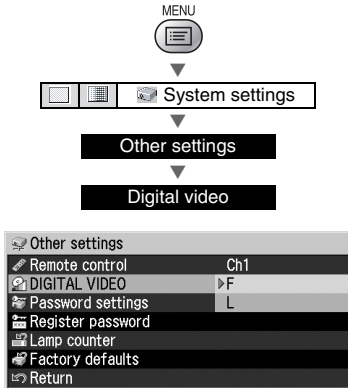 MENU
System settings
Other settings
Digital video
Other settings
Remote control Ch1
DIGITAL VIDEO F
Password settings L
Register password
Lamp counter
Factory defaults
Return